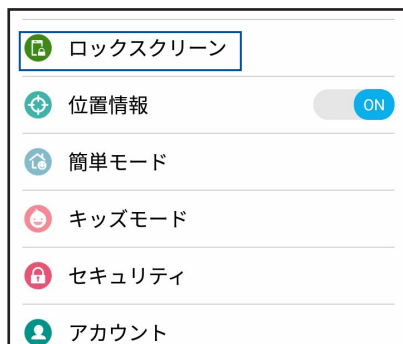 ロックスクリーン
位置情報 ON
簡単モード
キッズモード
セキュリティ
アカウント